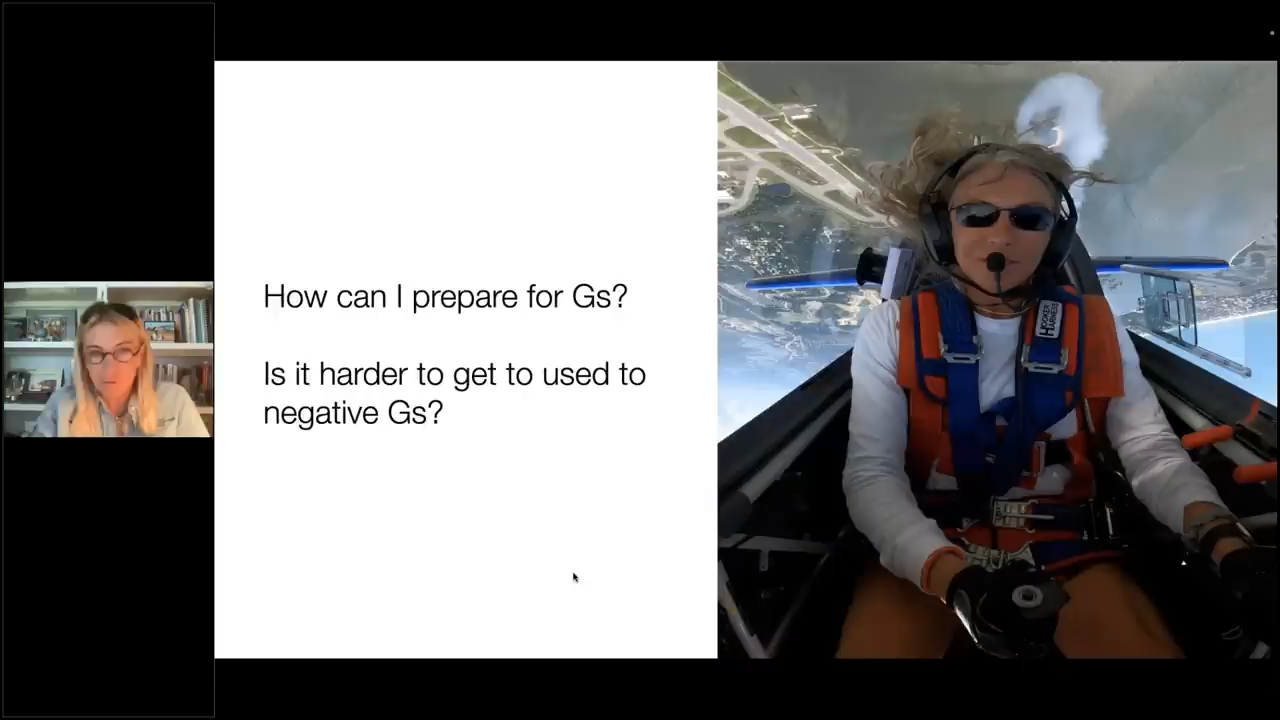 How can I prepare for Gs?
Is it harder to get to used to
negative Gs?
HOOKER
HARNESS